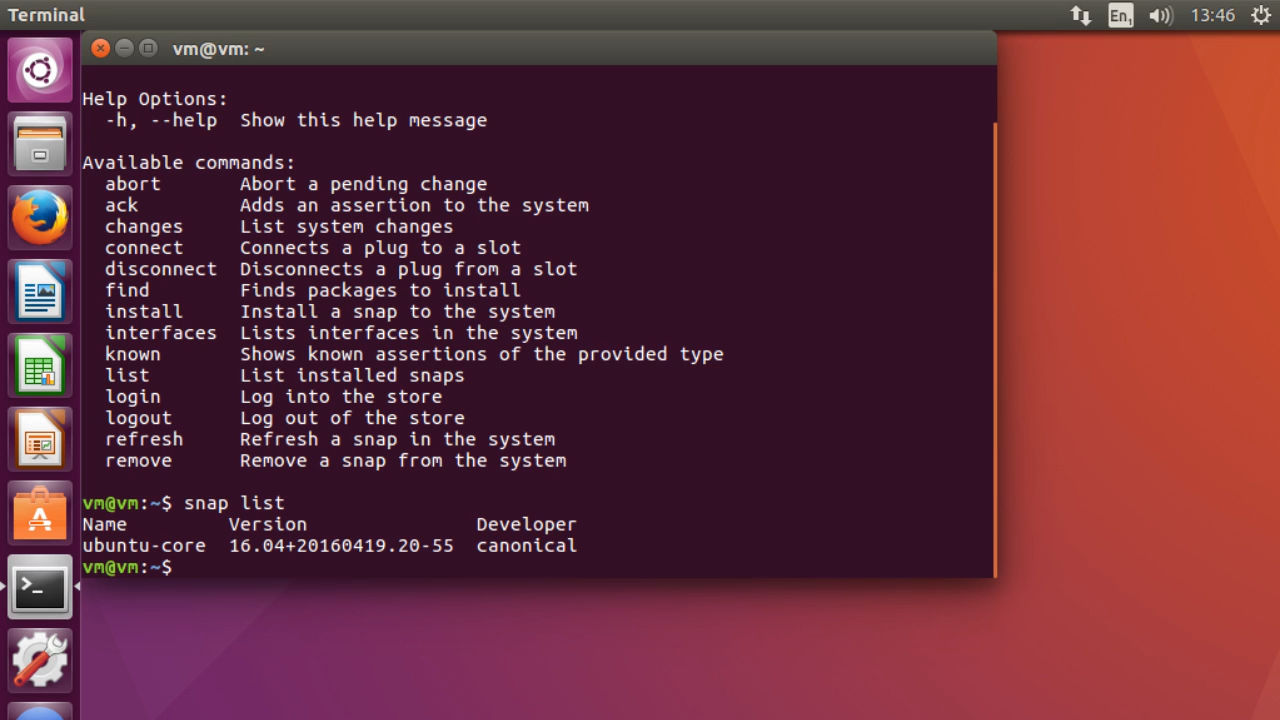 Terminal
En1
13:46
vm@vm: ~
Help Options:
  -h, --help  Show this help message
Available commands:
  abort       Abort a pending change
  ack         Adds an assertion to the system
  changes     List system changes
  connect     Connects a plug to a slot
  disconnect  Disconnects a plug from a slot
  find        Finds packages to install
  install     Install a snap to the system
  interfaces  Lists interfaces in the system
  known       Shows known assertions of the provided type
  list        List installed snaps
  login       Log into the store
  logout      Log out of the store
  refresh     Refresh a snap in the system
  remove      Remove a snap from the system
vm@vm:~$ snap list
Name         Version               Developer
ubuntu-core  16.04+20160419.20-55  canonical
vm@vm:~$